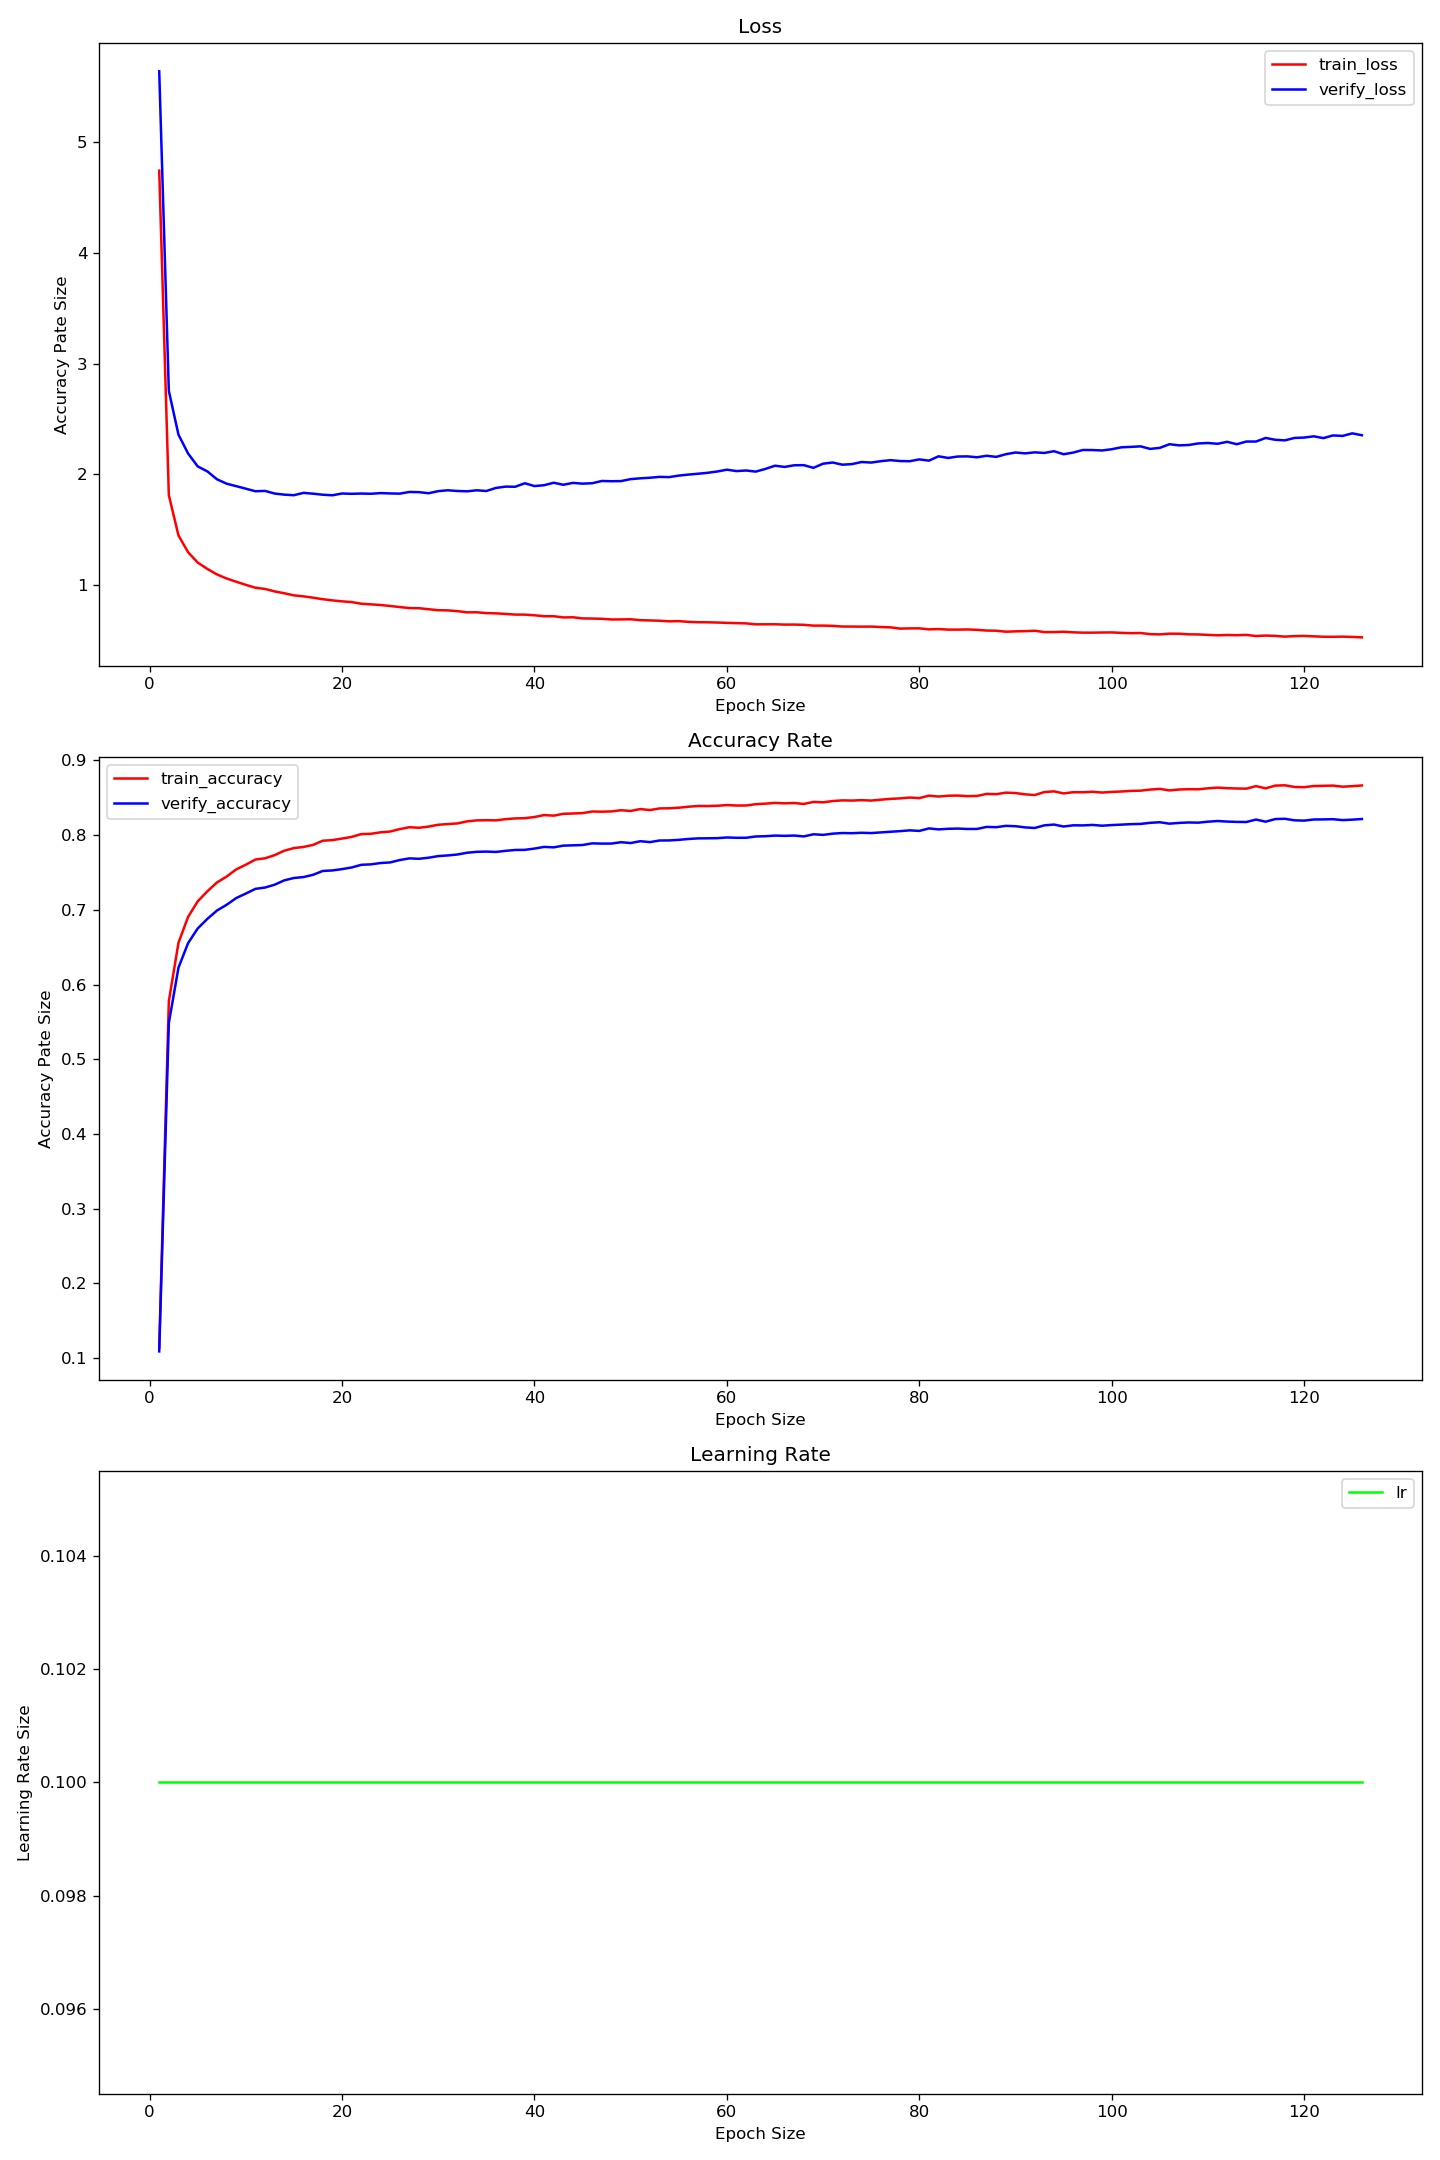 Loss
train_loss
verify_loss
5
4
3
2
1
Accuracy Pate Size
0 20 40 60 80 100 120
Epoch Size
Accuracy Rate
train_accuracy
verify_accuracy
0.9
0.8
0.7
0.6
0.5
0.4
0.3
0.2
0.1
Accuracy Pate Size
0 20 40 60 80 100 120
Epoch Size
Learning Rate
lr
0.104
0.102
0.100
0.098
0.096
Learning Rate Size
0 20 40 60 80 100 120
Epoch Size